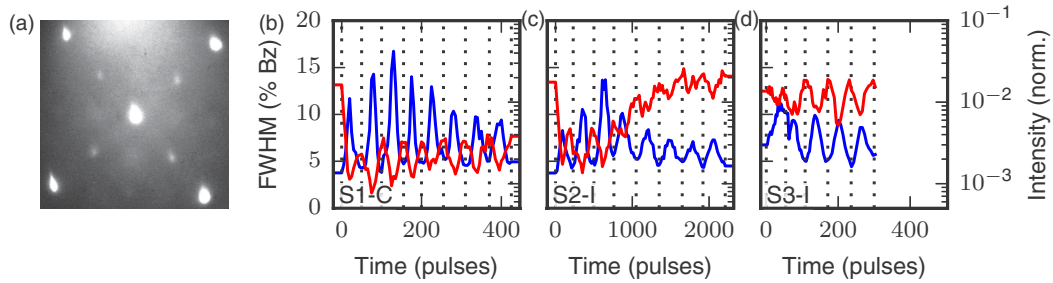 (a)
(b)
(c)
(d)
20
15
10
5
0
FWHM (% Bz)
S1-C
S2-I
S3-I
10⁻¹
10⁻²
10⁻³
Intensity (norm.)
0 200 400
0 1000 2000
0 200 400
Time (pulses)
Time (pulses)
Time (pulses)